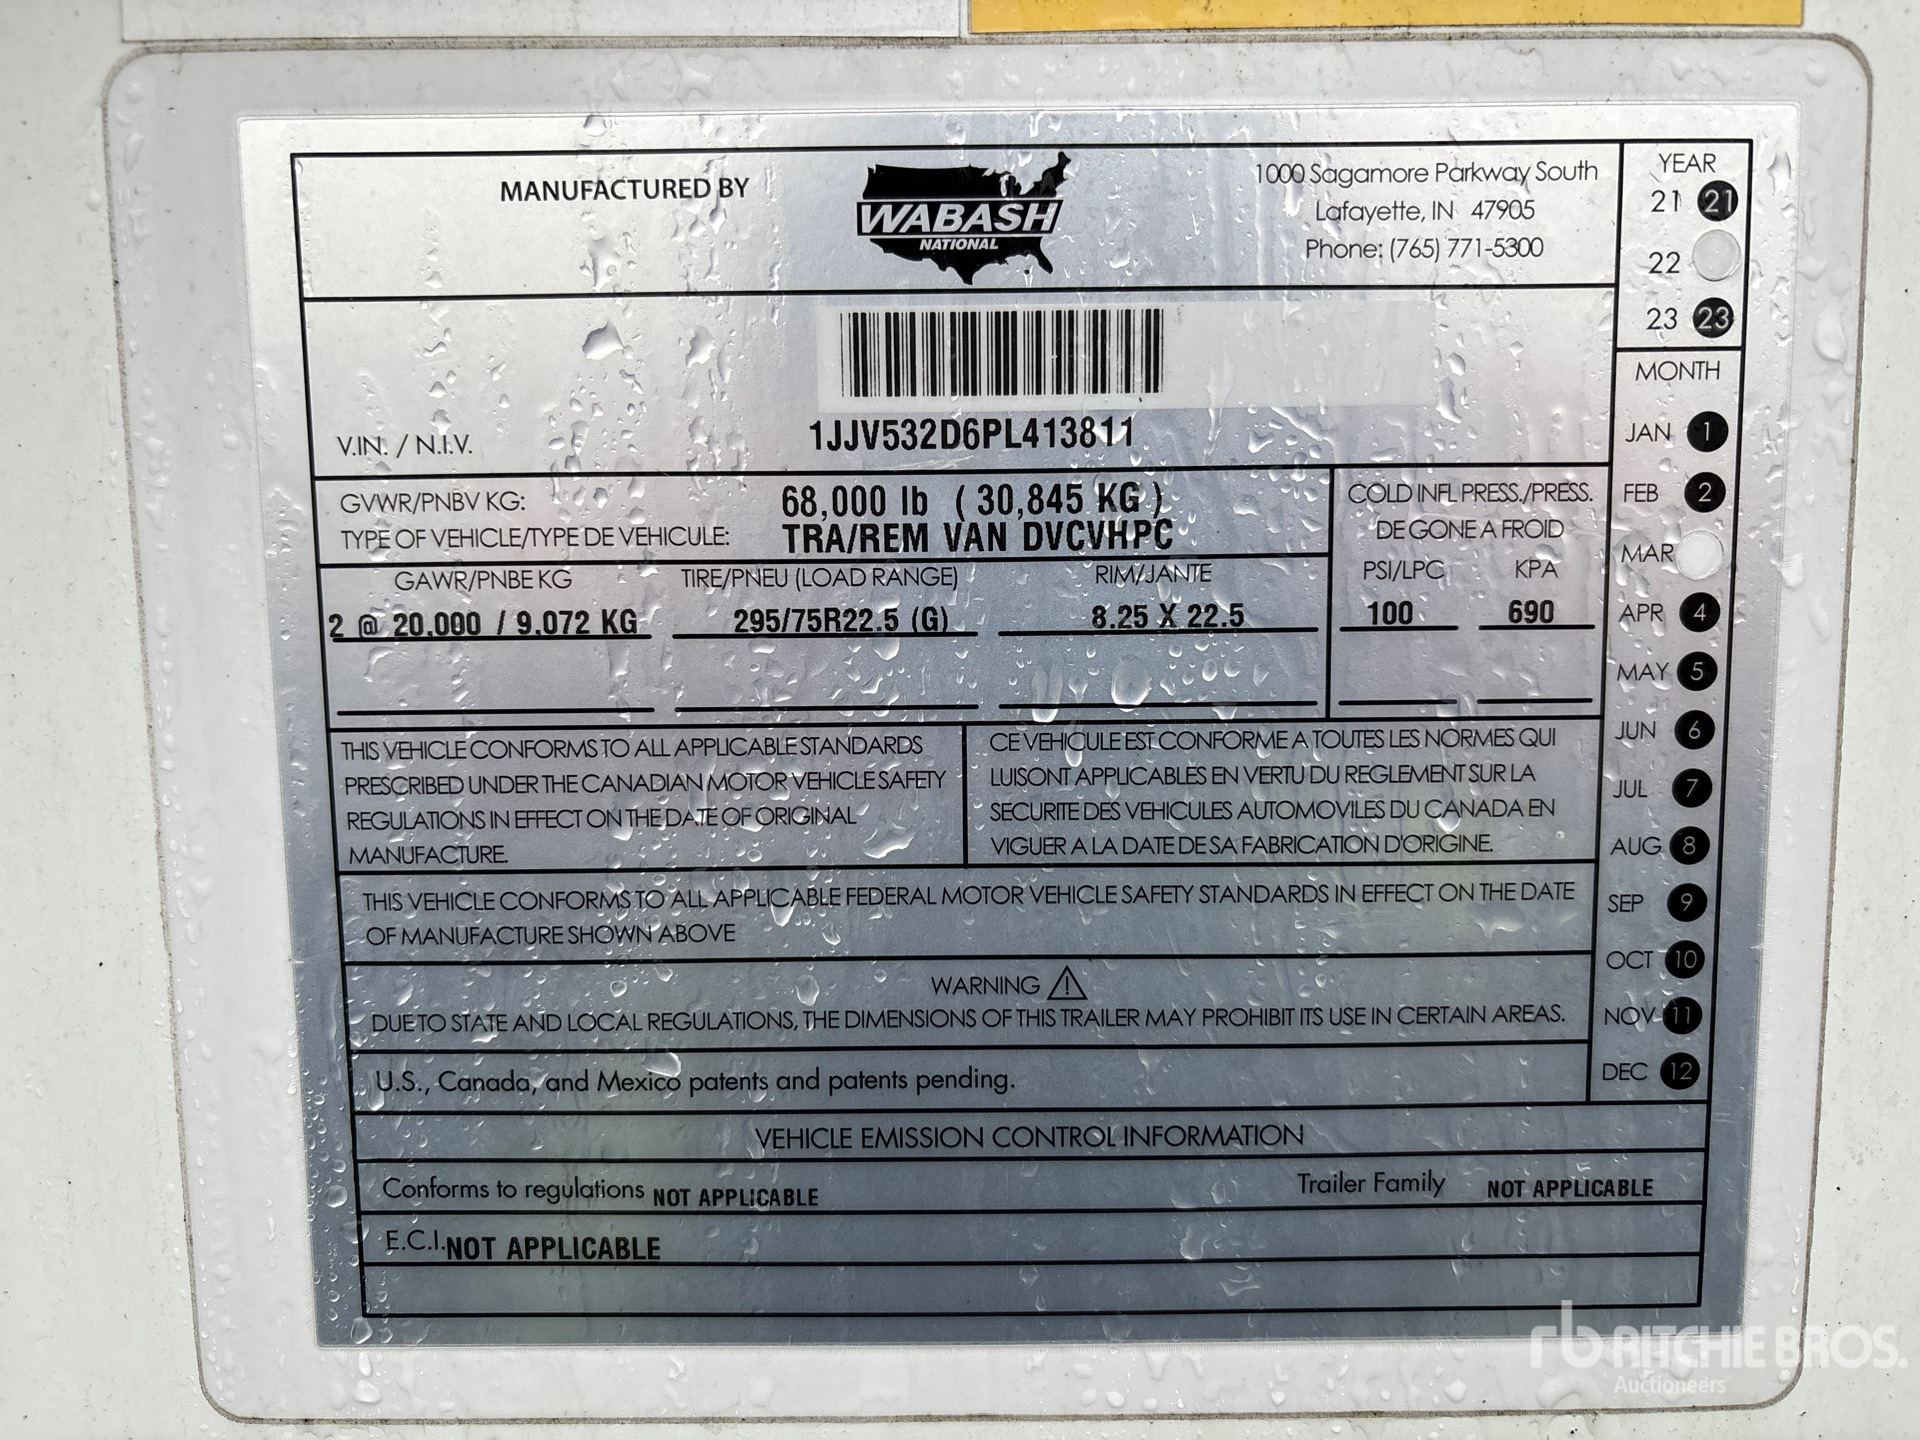 MANUFACTURED BY
WABASH
NATIONAL
1000 Sagamore Parkway South
Lafayette, IN 47905
Phone: (765) 771-5300
YEAR
21 21
22
23 23
V.IN. / N.I.V.
1JJV532D6PL413811
GVWR/PNBV KG: 68,000 lb ( 30,845 KG )
TYPE OF VEHICLE/TYPE DE VEHICULE: TRA/REM VAN DVCVHPC
COLD INFL PRESS./PRESS.
DE GONE A FROID
GAWR/PNBE KG TIRE/PNEU (LOAD RANGE) RIM/JANTE PSI/LPC KPA
2 @ 20,000 / 9,072 KG 295/75R22.5 (G) 8.25 X 22.5 100 690
THIS VEHICLE CONFORMS TO ALL APPLICABLE STANDARDS
PRESCRIBED UNDER THE CANADIAN MOTOR VEHICLE SAFETY
REGULATIONS IN EFFECT ON THE DATE OF ORIGINAL
MANUFACTURE.
CE VEHICULE EST CONFORME A TOUTES LES NORMES QUI
LUISONT APPLICABLES EN VERTU DU REGLEMENT SUR LA
SECURITE DES VEHICULES AUTOMOVILES DU CANADA EN
VIGUER A LA DATE DE SA FABRICATION D'ORIGINE.
THIS VEHICLE CONFORMS TO ALL APPLICABLE FEDERAL MOTOR VEHICLE SAFETY STANDARDS IN EFFECT ON THE DATE
OF MANUFACTURE SHOWN ABOVE
WARNING
DUE TO STATE AND LOCAL REGULATIONS, THE DIMENSIONS OF THIS TRAILER MAY PROHIBIT ITS USE IN CERTAIN AREAS.
U.S., Canada, and Mexico patents and patents pending.
MONTH
JAN 1
FEB 2
MAR
APR 4
MAY 5
JUN 6
JUL 7
AUG 8
SEP 9
OCT 10
NOV 11
DEC 12
VEHICLE EMISSION CONTROL INFORMATION
Conforms to regulations NOT APPLICABLE Trailer Family NOT APPLICABLE
E.C.I. NOT APPLICABLE
rb RITCHIE BROS.
Auctioneers